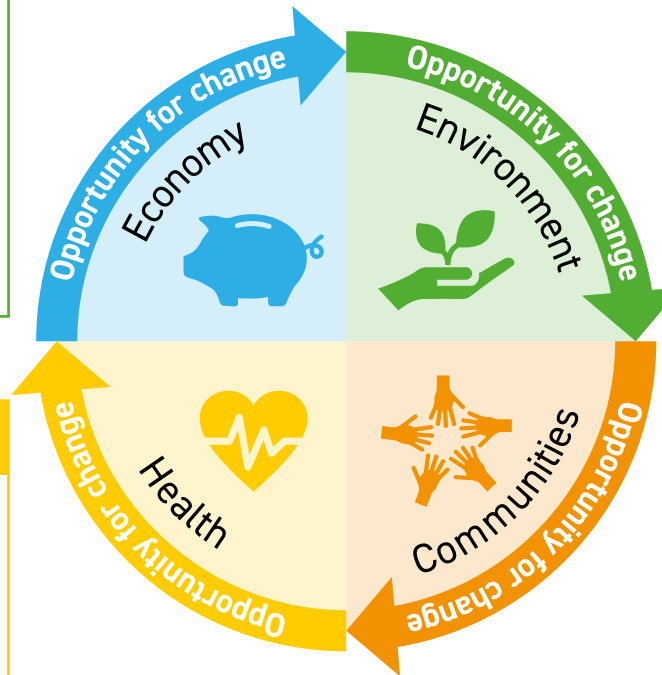 Opportunity for change
Economy
Opportunity for change
Environment
Opportunity for change
Health
Opportunity for change
Communities